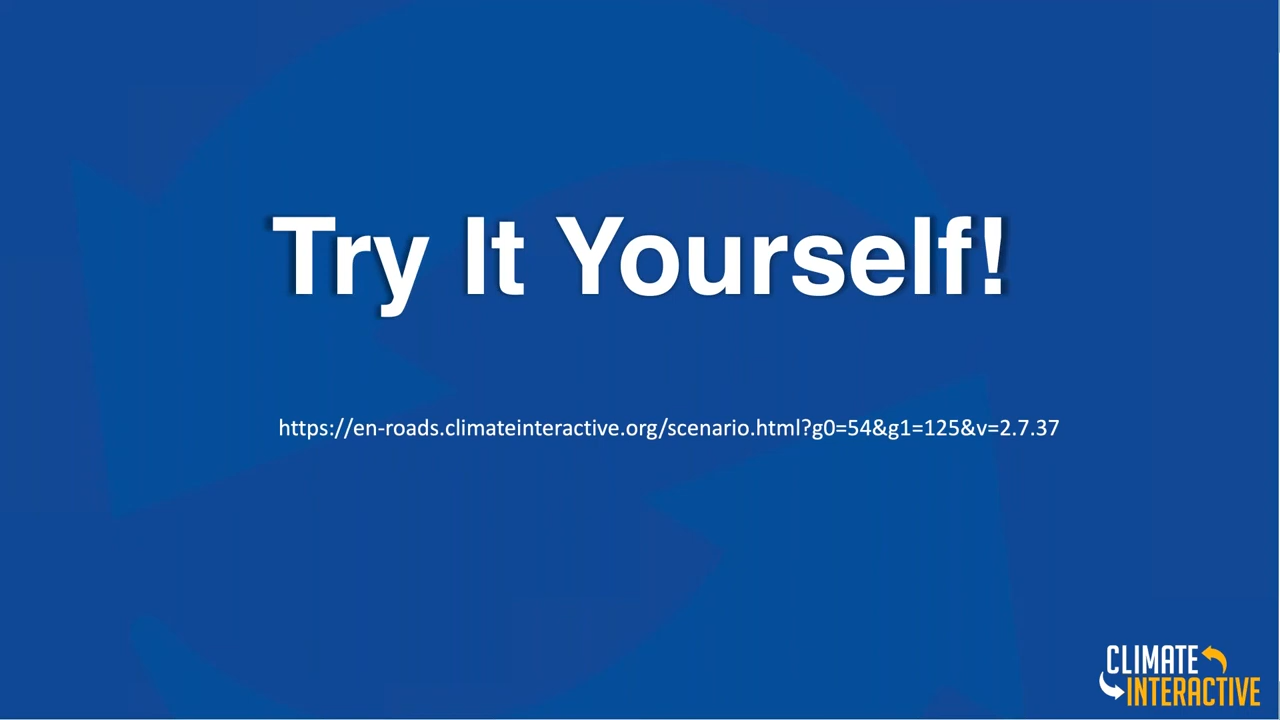 Try It Yourself!
https://en-roads.climateinteractive.org/scenario.html?g0=54&g1=125&v=2.7.37
CLIMATE
INTERACTIVE